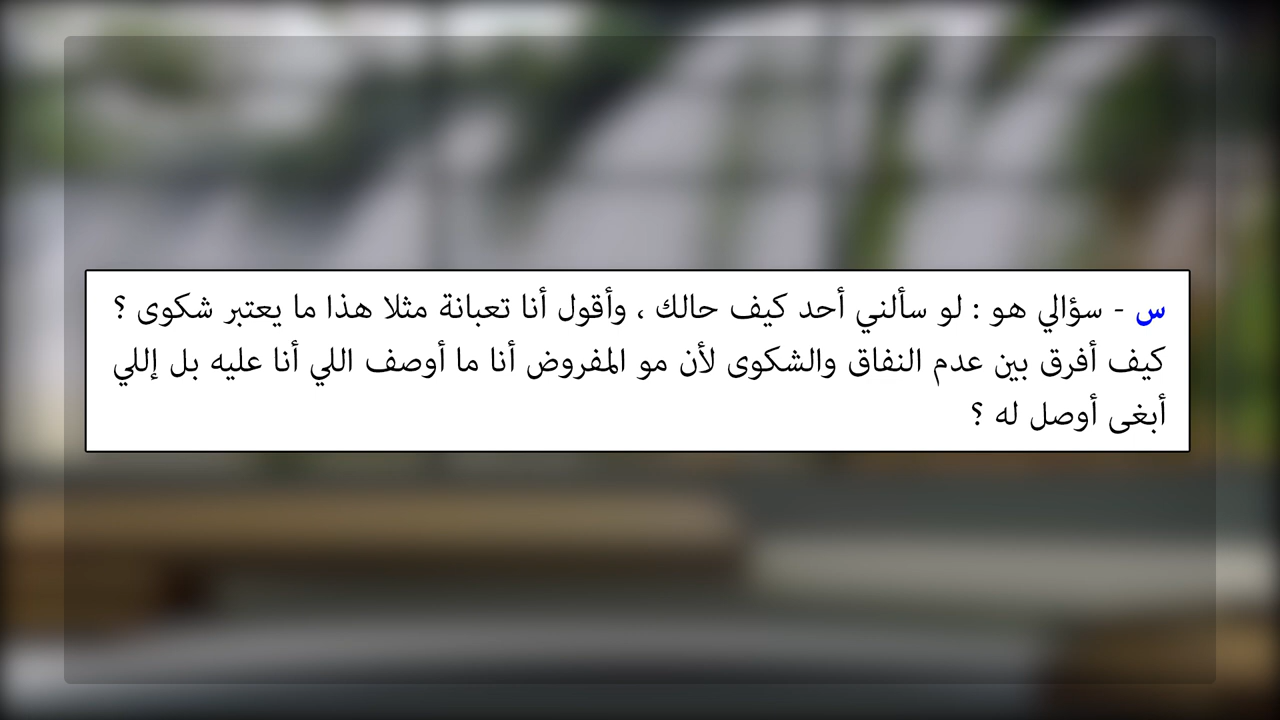 س - سؤالي هو : لو سألني أحد كيف حالك ، وأقول أنا تعبانة مثلا هذا ما يعتبر شكوى ؟
كيف أفرق بين عدم النفاق والشكوى لأن مو المفروض أنا ما أوصف اللي أنا عليه بل إللي
أبغى أوصل له ؟